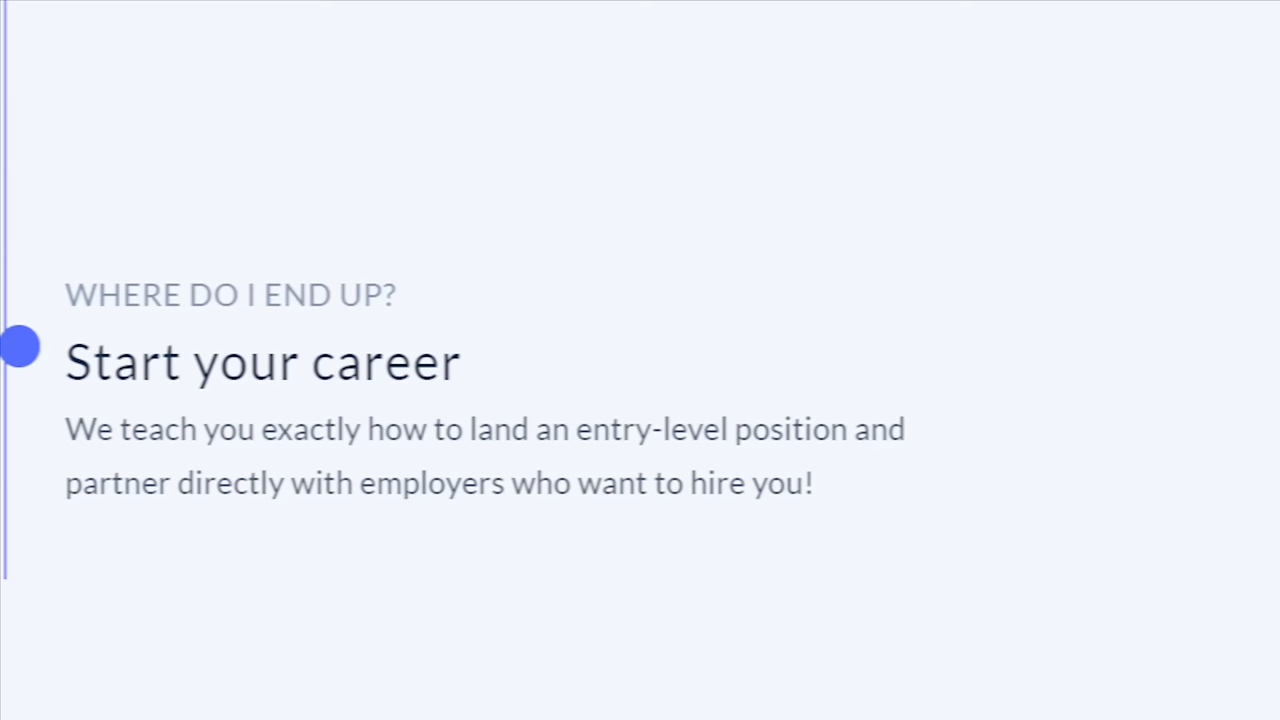 WHERE DO I END UP?
Start your career
We teach you exactly how to land an entry-level position and
partner directly with employers who want to hire you!